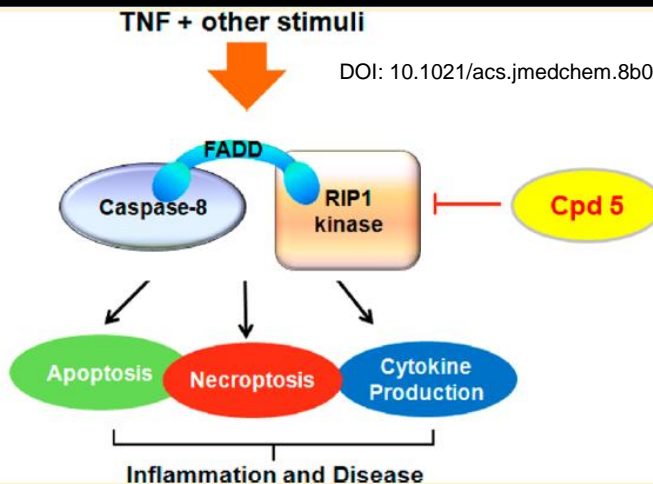 TNF + other stimuli
DOI: 10.1021/acs.jmedchem.8b0
FADD
Caspase-8
RIP1
kinase
Cpd 5
Apoptosis
Necroptosis
Cytokine
Production
Inflammation and Disease